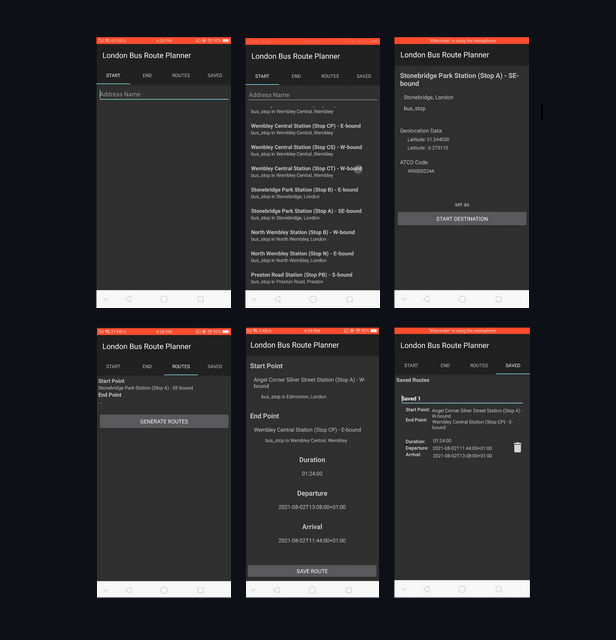 6:08 PM
London Bus Route Planner
START END ROUTES SAVED
Address Name
London Bus Route Planner
START END ROUTES SAVED
Address Name
bus_stop in Wembley Central, Wembley
Wembley Central Station (Stop CP) - E-bound
bus_stop in Wembley Central, Wembley
Wembley Central Station (Stop CS) - W-bound
bus_stop in Wembley Central, Wembley
Wembley Central Station (Stop CT) - W-bound
bus_stop in Wembley Central, Wembley
Stonebridge Park Station (Stop B) - E-bound
bus_stop in Stonebridge, London
Stonebridge Park Station (Stop A) - SE-bound
bus_stop in Stonebridge, London
North Wembley Station (Stop B) - W-bound
bus_stop in North Wembley, London
North Wembley Station (Stop N) - E-bound
bus_stop in North Wembley, London
Preston Road Station (Stop PB) - S-bound
bus_stop in Preston Road, Preston
"XRecorder" is using the microphone
London Bus Route Planner
Stonebridge Park Station (Stop A) - SE-
bound
Stonebridge, London
bus_stop
Geolocation Data:
Latitude: 51.544030
Latitude: -0.275110
ATCO Code:
490000224A
set as
START DESTINATION
6:08 PM
London Bus Route Planner
START END ROUTES SAVED
Start Point
Stonebridge Park Station (Stop A) - SE-bound
End Point
GENERATE ROUTES
London Bus Route Planner
Start Point
Angel Corner Silver Street Station (Stop A) - W-
bound
bus_stop in Edmonton, London
End Point
Wembley Central Station (Stop CP) - E-bound
bus_stop in Wembley Central, Wembley
Duration
01:24:00
Departure
2021-08-02T13:08:00+01:00
Arrival
2021-08-02T11:44:00+01:00
SAVE ROUTE
"XRecorder" is using the microphone
London Bus Route Planner
START END ROUTES SAVED
Saved Routes
Saved 1
Start Point: Angel Corner Silver Street Station (Stop A) -
W-bound
End Point: Wembley Central Station (Stop CP) - E-
bound
Duration: 01:24:00
Departure: 2021-08-02T11:44:00+01:00
Arrival: 2021-08-02T13:08:00+01:00